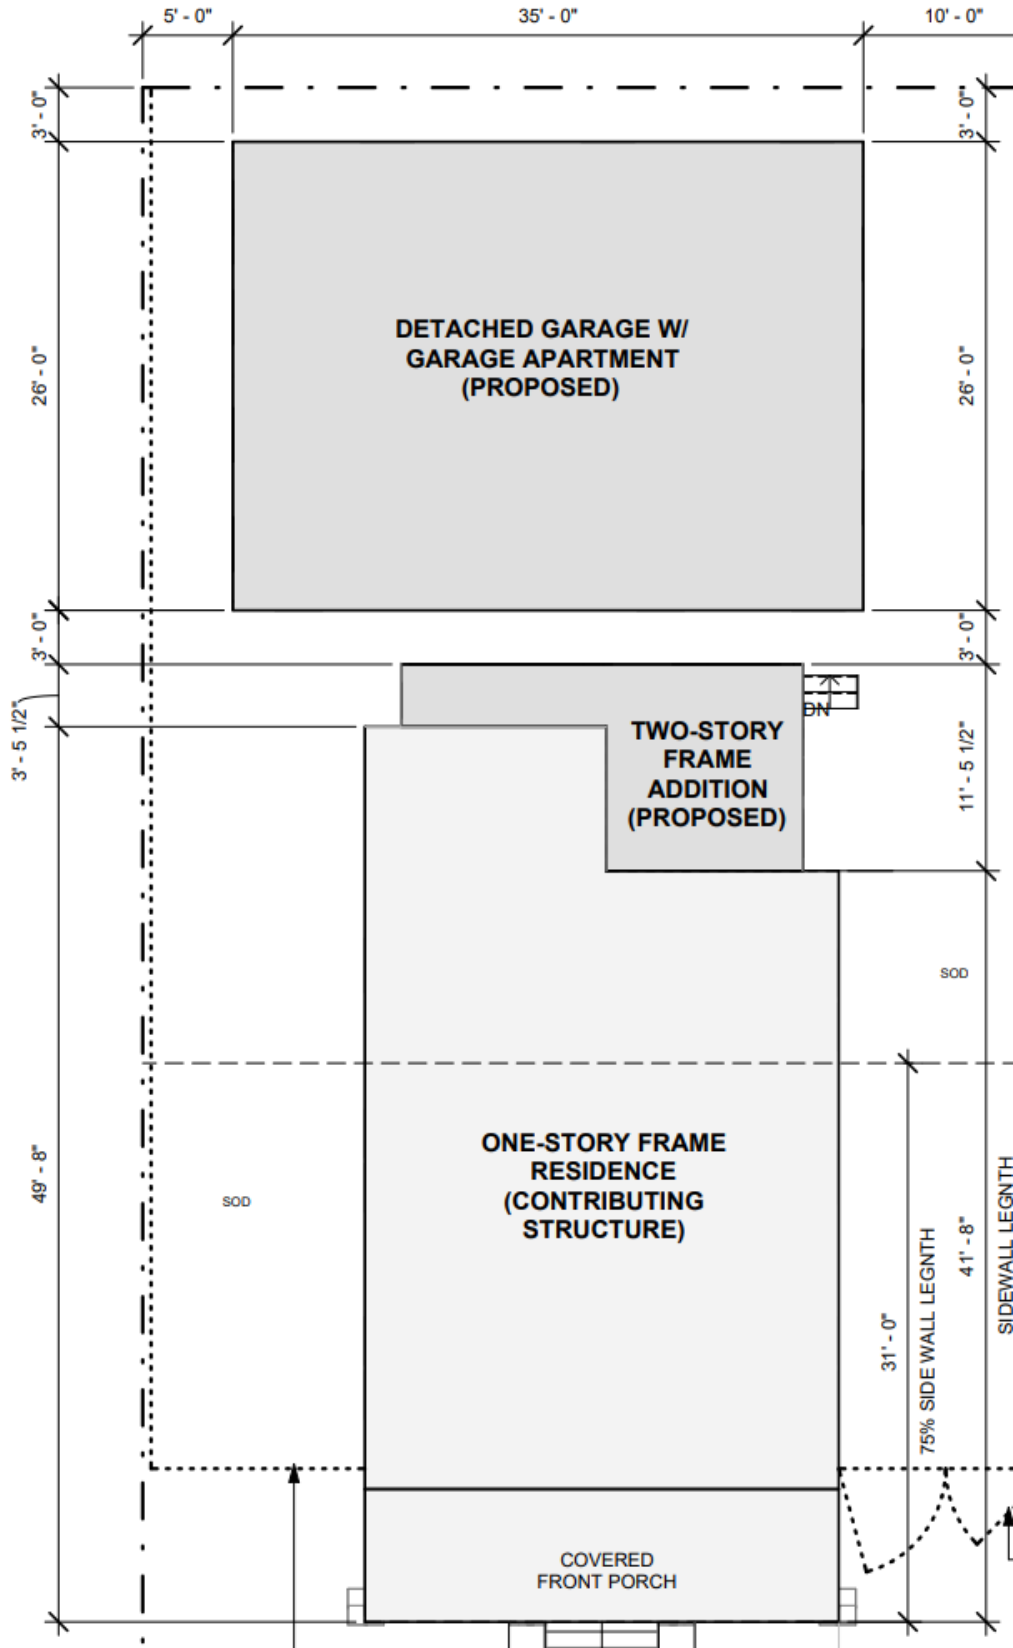 5' - 0"
35' - 0"
10' - 0"
3' - 0"
3' - 0"
DETACHED GARAGE W/
GARAGE APARTMENT
(PROPOSED)
26' - 0"
26' - 0"
3' - 0"
3' - 0"
3' - 5 1/2"
DN
TWO-STORY
FRAME
ADDITION
(PROPOSED)
11' - 5 1/2"
SOD
49' - 8"
ONE-STORY FRAME
RESIDENCE
(CONTRIBUTING
STRUCTURE)
SOD
31' - 0"
75% SIDE WALL LEGNTH
41' - 8"
SIDEWALL LEGNTH
COVERED
FRONT PORCH